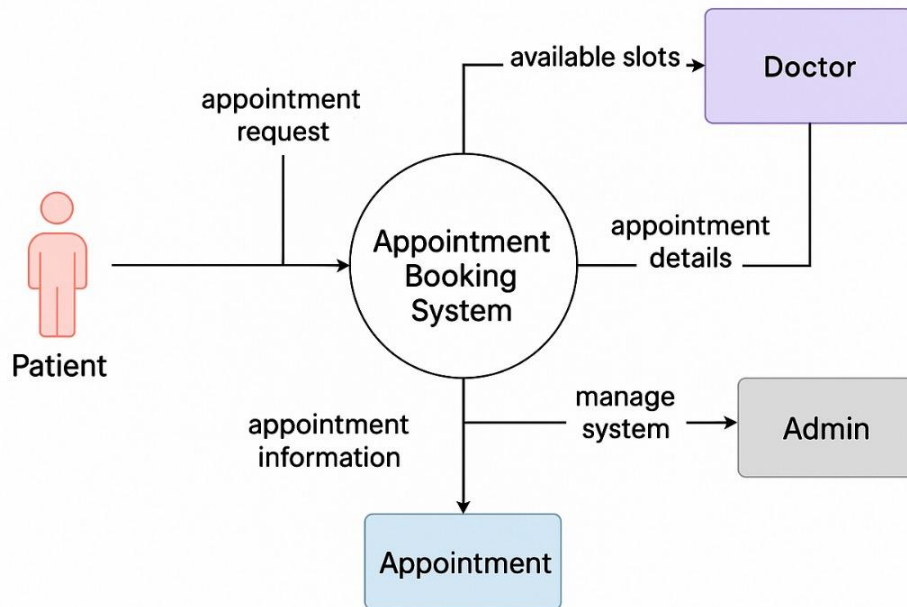 available slots
Doctor
appointment
request
Appointment
Booking
System
appointment
details
Patient
appointment
information
manage
system
Admin
Appointment